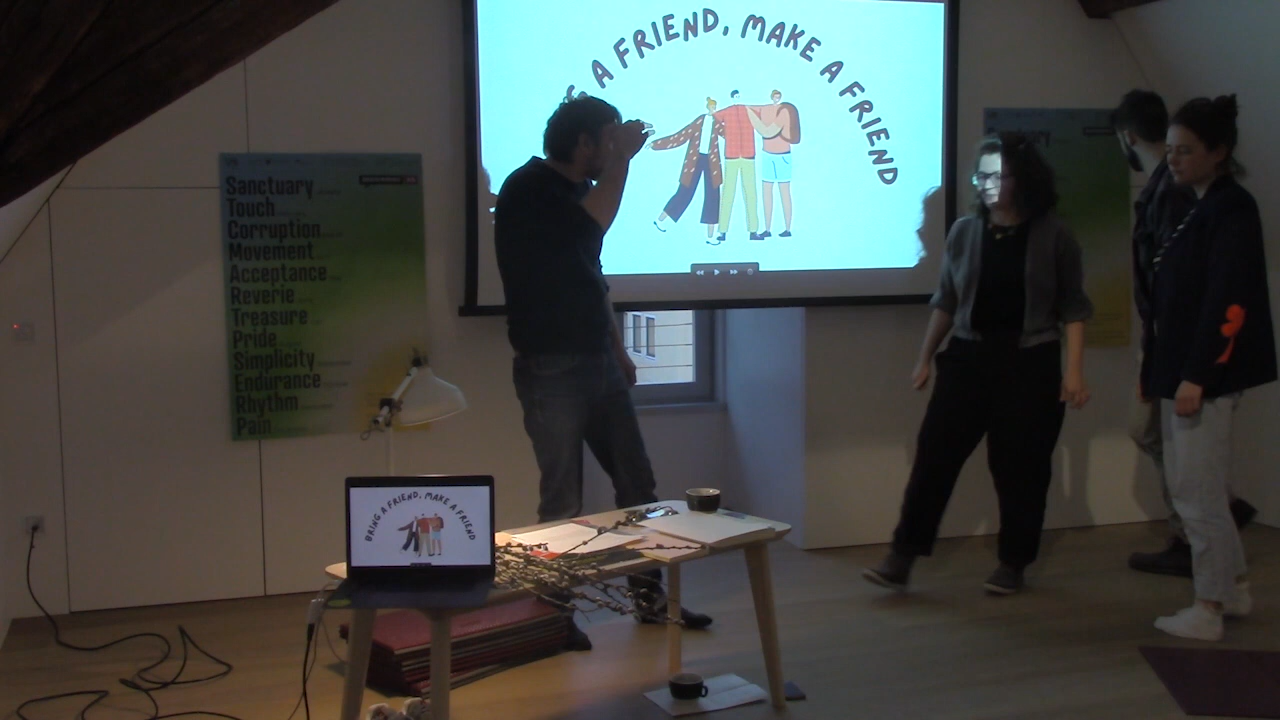 A FRIEND, MAKE A FRIEND
Sanctuary
Touch
Corruption
Movement
Acceptance
Reverie
Treasure
Pride
Simplicity
Endurance
Rhythm
Pain
BRING A FRIEND, MAKE A FRIEND